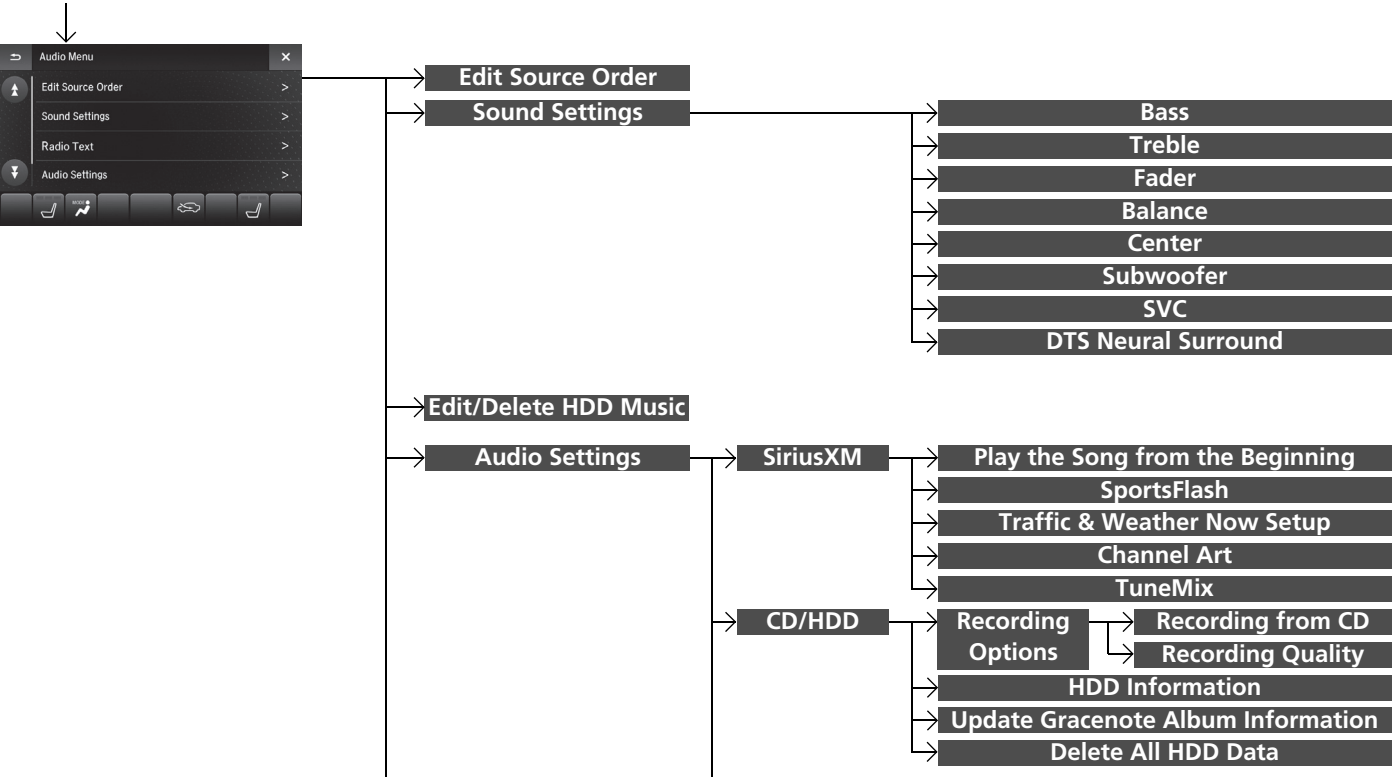 Audio Menu
Edit Source Order
Sound Settings
Radio Text
Audio Settings
MODE
Edit Source Order
Sound Settings
Bass
Treble
Fader
Balance
Center
Subwoofer
SVC
DTS Neural Surround
Edit/Delete HDD Music
Audio Settings
SiriusXM
Play the Song from the Beginning
SportsFlash
Traffic & Weather Now Setup
Channel Art
TuneMix
CD/HDD
Recording
Options
Recording from CD
Recording Quality
HDD Information
Update Gracenote Album Information
Delete All HDD Data